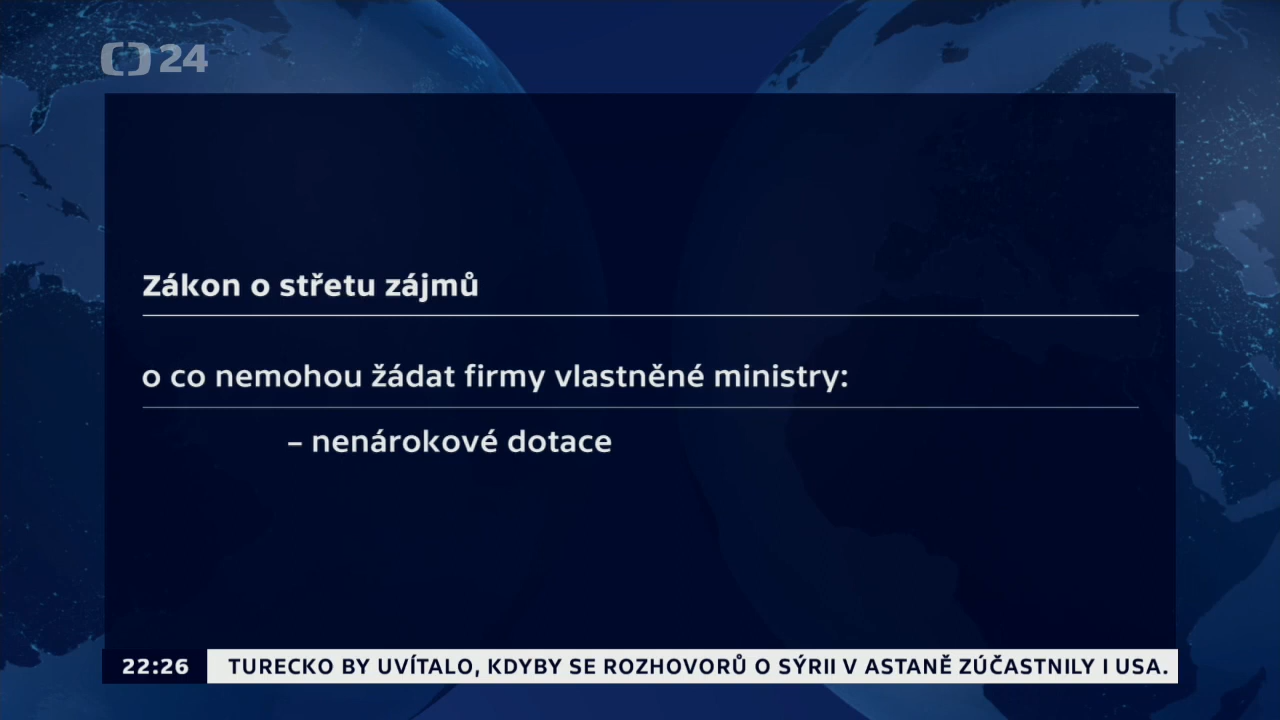 24
Zákon o střetu zájmů
o co nemohou žádat firmy vlastněné ministry:
– nenárokové dotace
22:26 TURECKO BY UVÍTALO, KDYBY SE ROZHOVORŮ O SÝRII V ASTANĚ ZÚČASTNILY I USA.